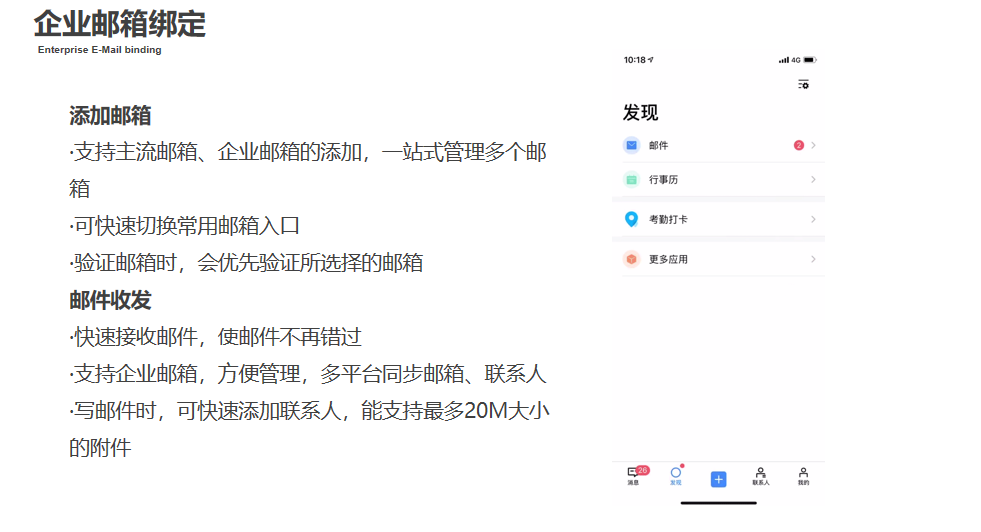 企业邮箱绑定
Enterprise E-Mail binding
添加邮箱
·支持主流邮箱、企业邮箱的添加，一站式管理多个邮
箱
·可快速切换常用邮箱入口
·验证邮箱时，会优先验证所选择的邮箱
邮件收发
·快速接收邮件，使邮件不再错过
·支持企业邮箱，方便管理，多平台同步邮箱、联系人
·写邮件时，可快速添加联系人，能支持最多20M大小
的附件
10:18 4G
发现
邮件 2
行事历
考勤打卡
更多应用
26
消息 发现 联系人 我的